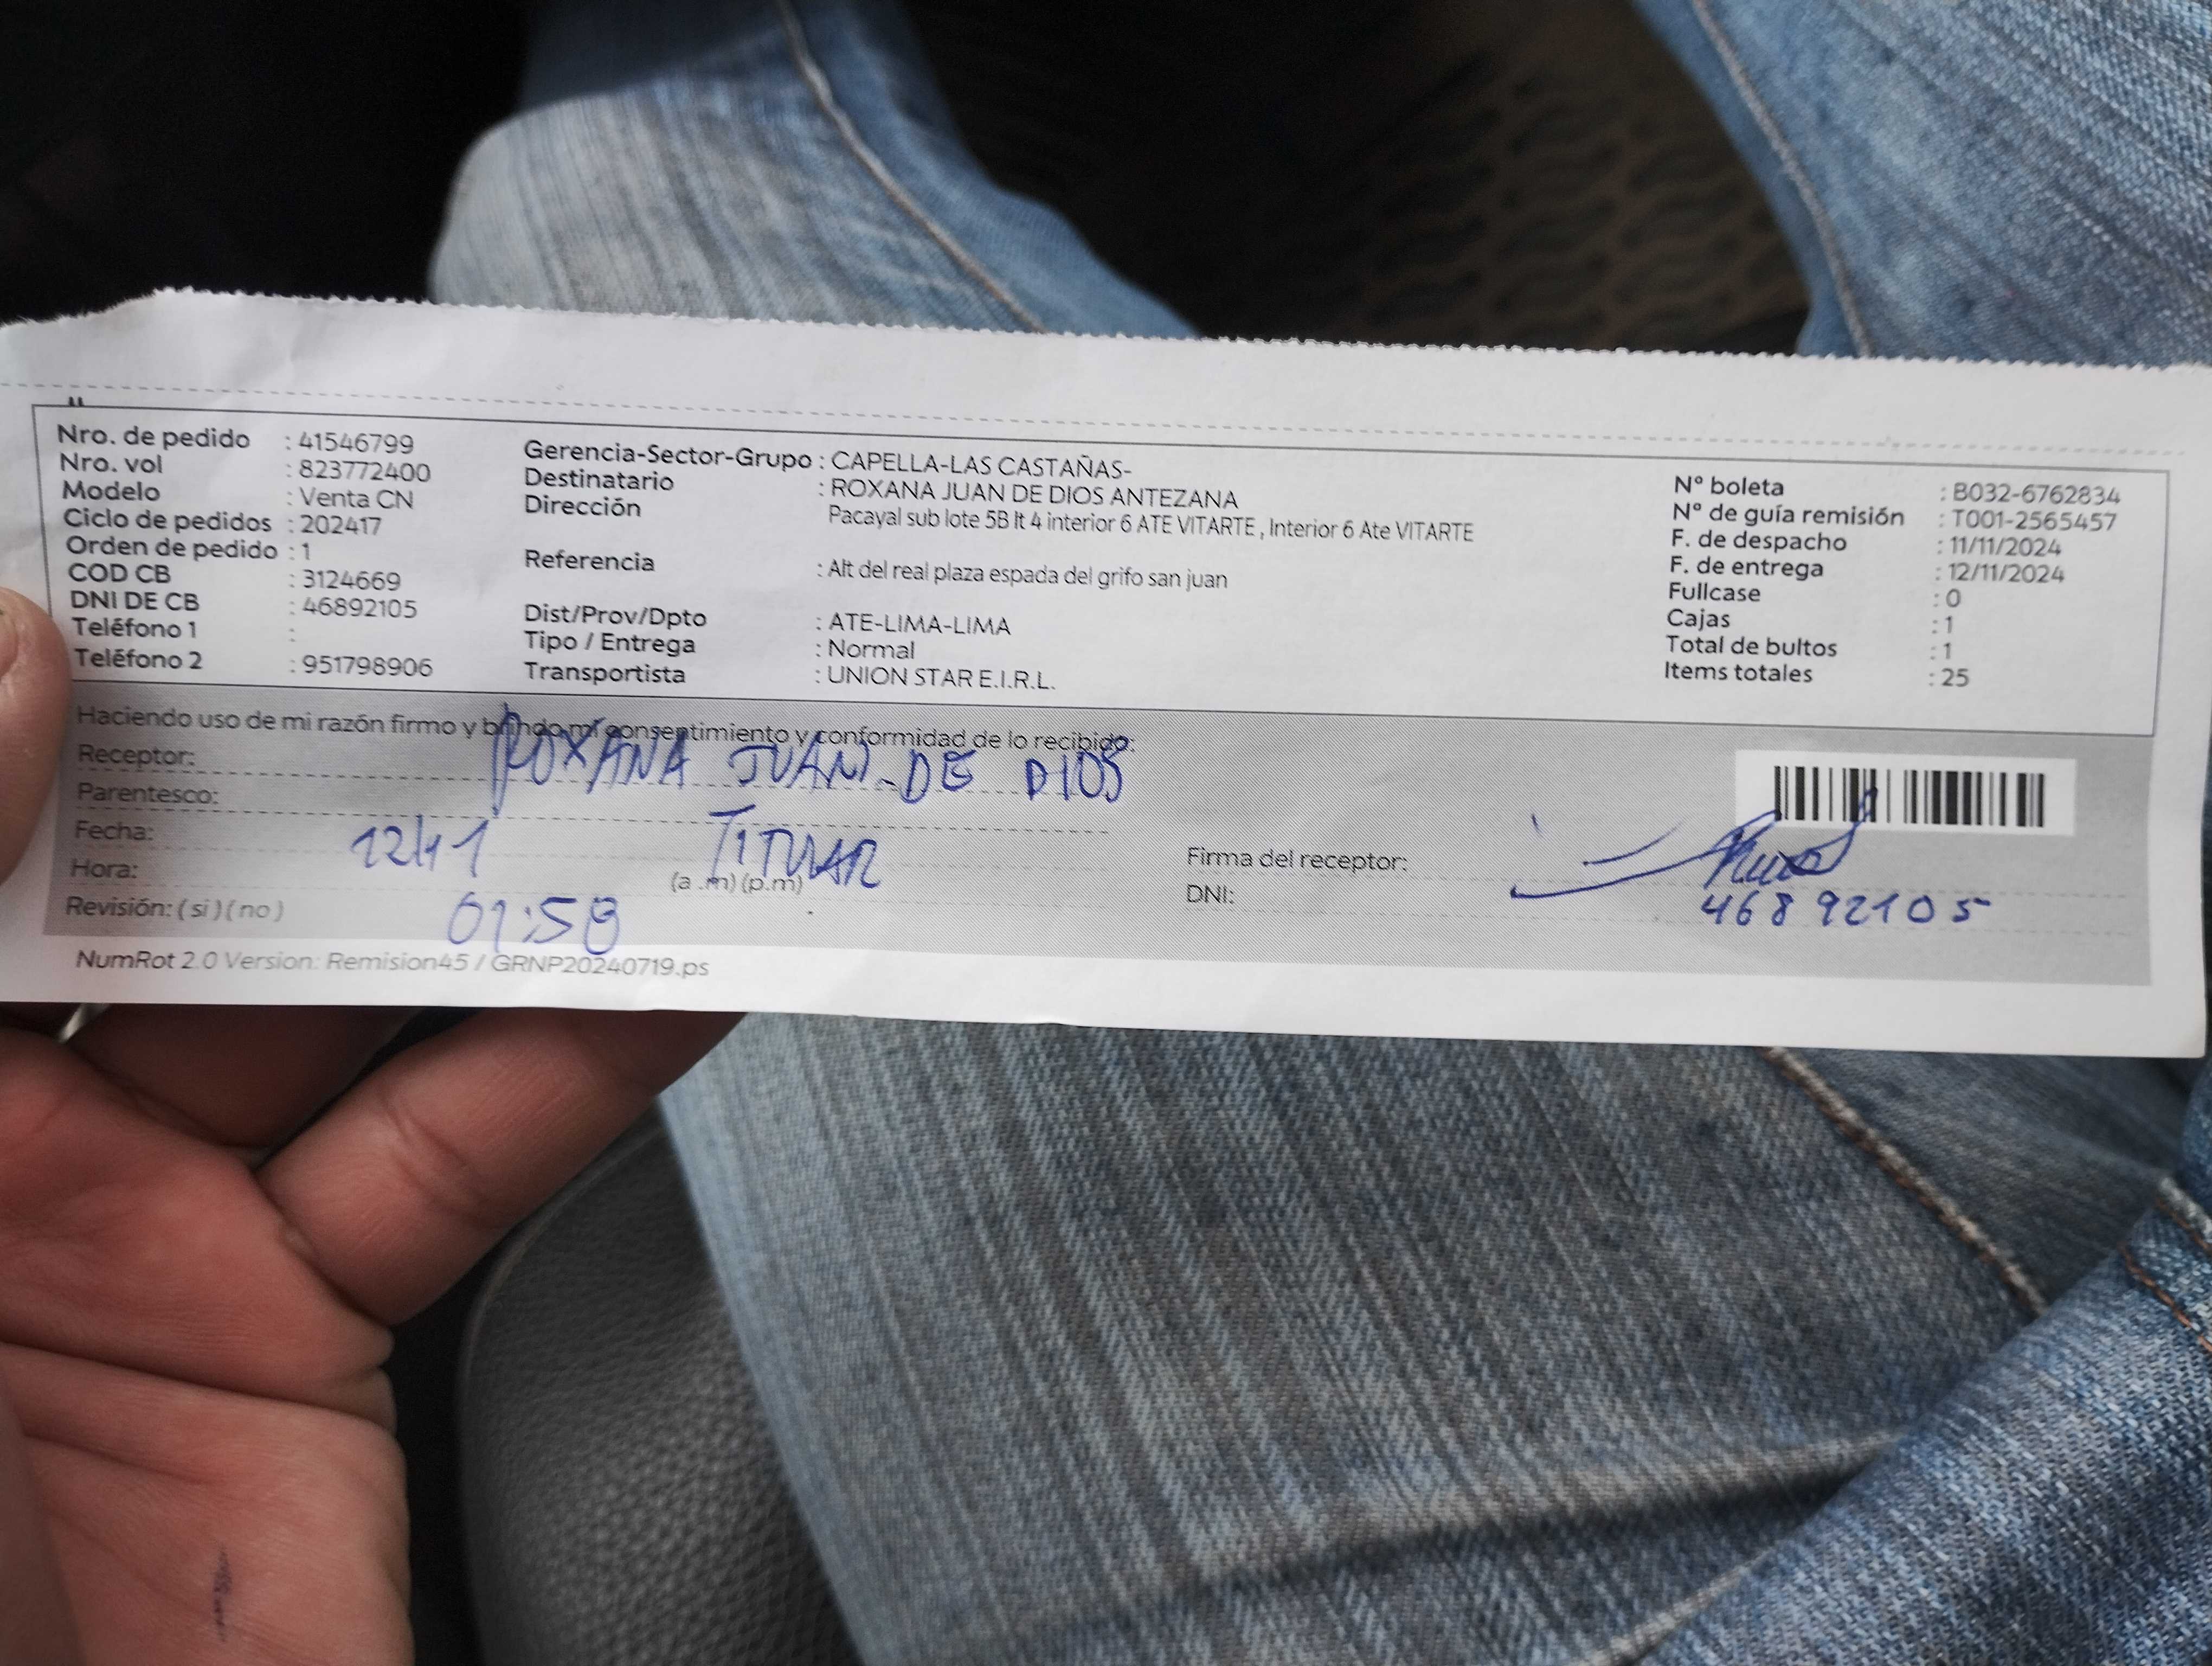 Nro. de pedido : 41546799
Nro. vol : 823772400
Modelo : Venta CN
Ciclo de pedidos : 202417
Orden de pedido : 1
COD CB : 3124669
DNI DE CB : 46892105
Teléfono 1 :
Teléfono 2 : 951798906
Gerencia-Sector-Grupo : CAPELLA-LAS CASTAÑAS-
Destinatario : ROXANA JUAN DE DIOS ANTEZANA
Dirección Pacayal sub lote 5B lt 4 interior 6 ATE VITARTE , Interior 6 Ate VITARTE
Referencia : Alt del real plaza espada del grifo san juan
Dist/Prov/Dpto : ATE-LIMA-LIMA
Tipo / Entrega : Normal
Transportista : UNION STAR E.I.R.L.
N° boleta : B032-6762834
N° de guía remisión : T001-2565457
F. de despacho : 11/11/2024
F. de entrega : 12/11/2024
Fullcase : 0
Cajas : 1
Total de bultos : 1
Items totales : 25
Haciendo uso de mi razón firmo y brindo mi consentimiento y conformidad de lo recibido:
Receptor: ROXANA JUAN DE DIOS
Parentesco: TITULAR
Fecha: 12/11
Hora: 01:58 (a .m) (p.m)
Revisión: ( si ) ( no )
Firma del receptor:
DNI: 46892105
NumRot 2.0 Version: Remision45 / GRNP20240719.ps